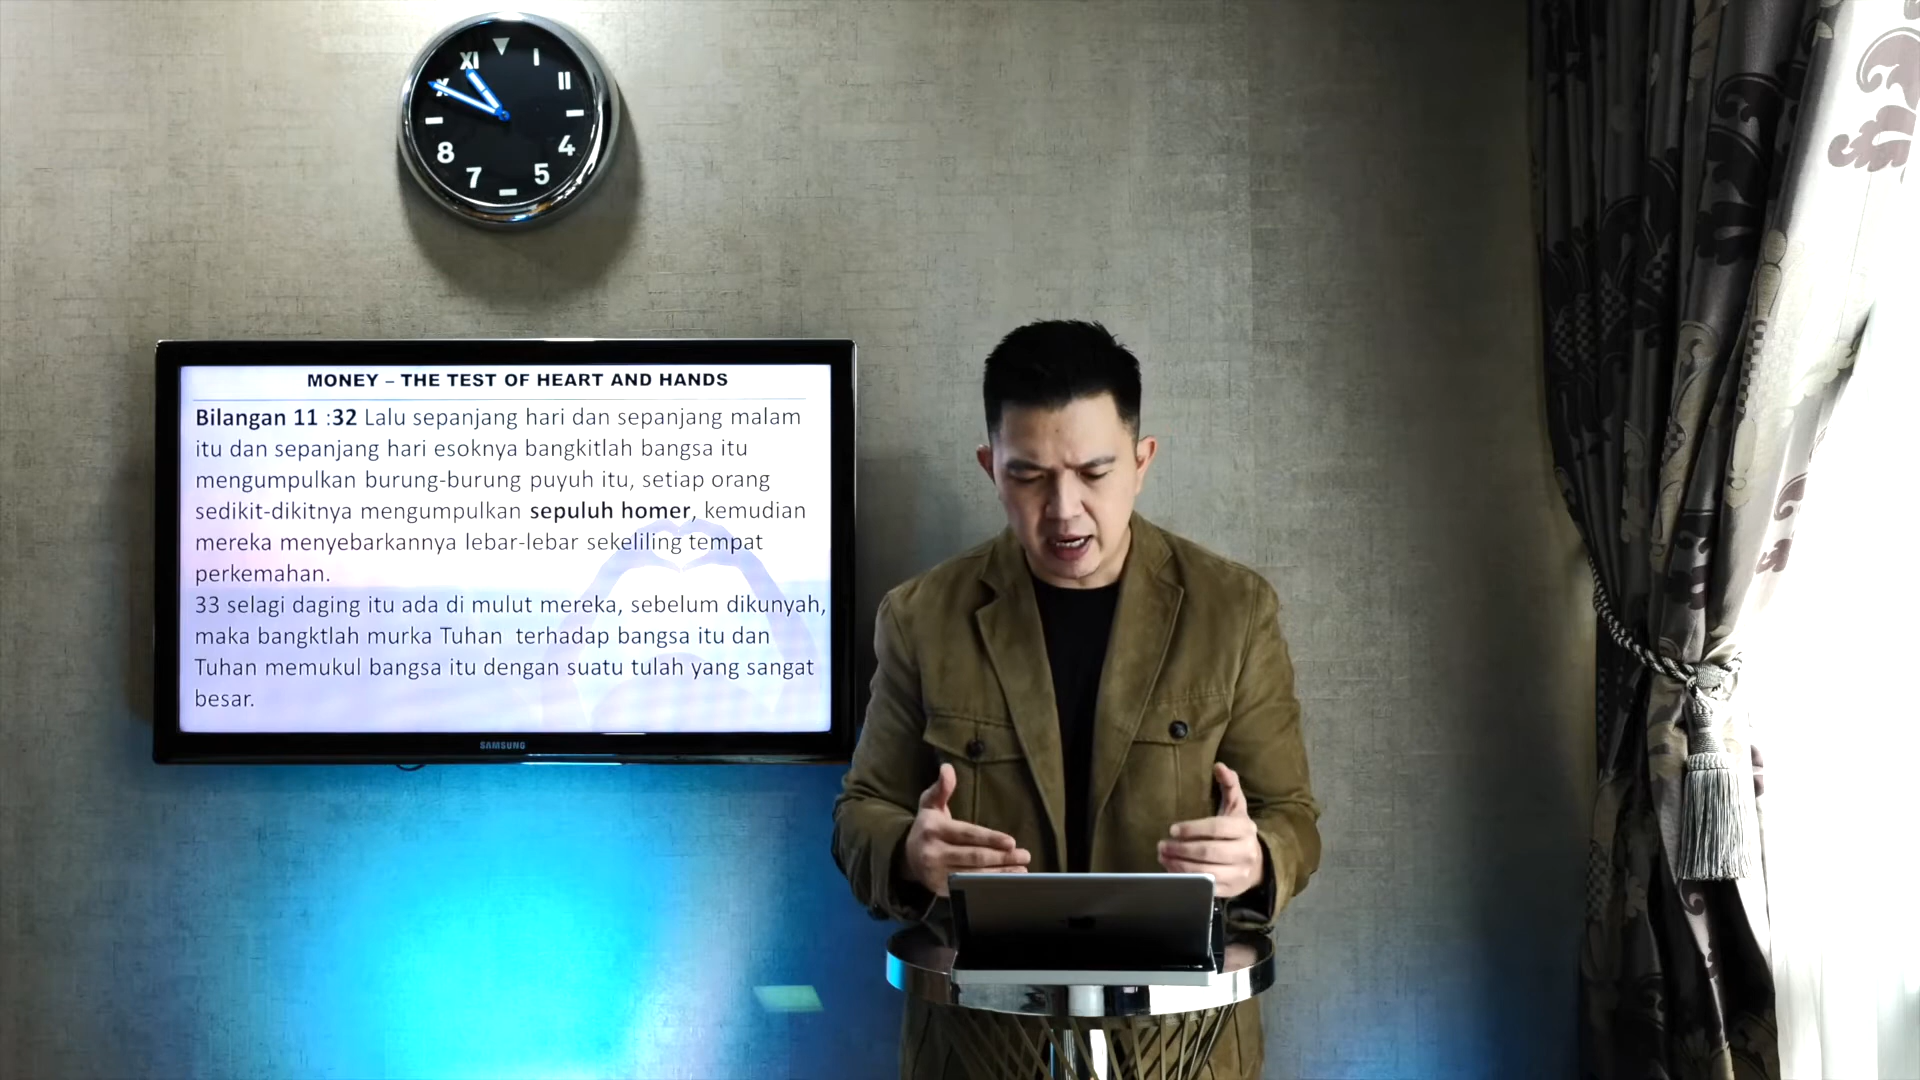 XI
I
II
X
8
7
5
4
MONEY – THE TEST OF HEART AND HANDS
Bilangan 11 :32 Lalu sepanjang hari dan sepanjang malam
itu dan sepanjang hari esoknya bangkitlah bangsa itu
mengumpulkan burung-burung puyuh itu, setiap orang
sedikit-dikitnya mengumpulkan sepuluh homer, kemudian
mereka menyebarkannya lebar-lebar sekeliling tempat
perkemahan.
33 selagi daging itu ada di mulut mereka, sebelum dikunyah,
maka bangktlah murka Tuhan terhadap bangsa itu dan
Tuhan memukul bangsa itu dengan suatu tulah yang sangat
besar.
SAMSUNG